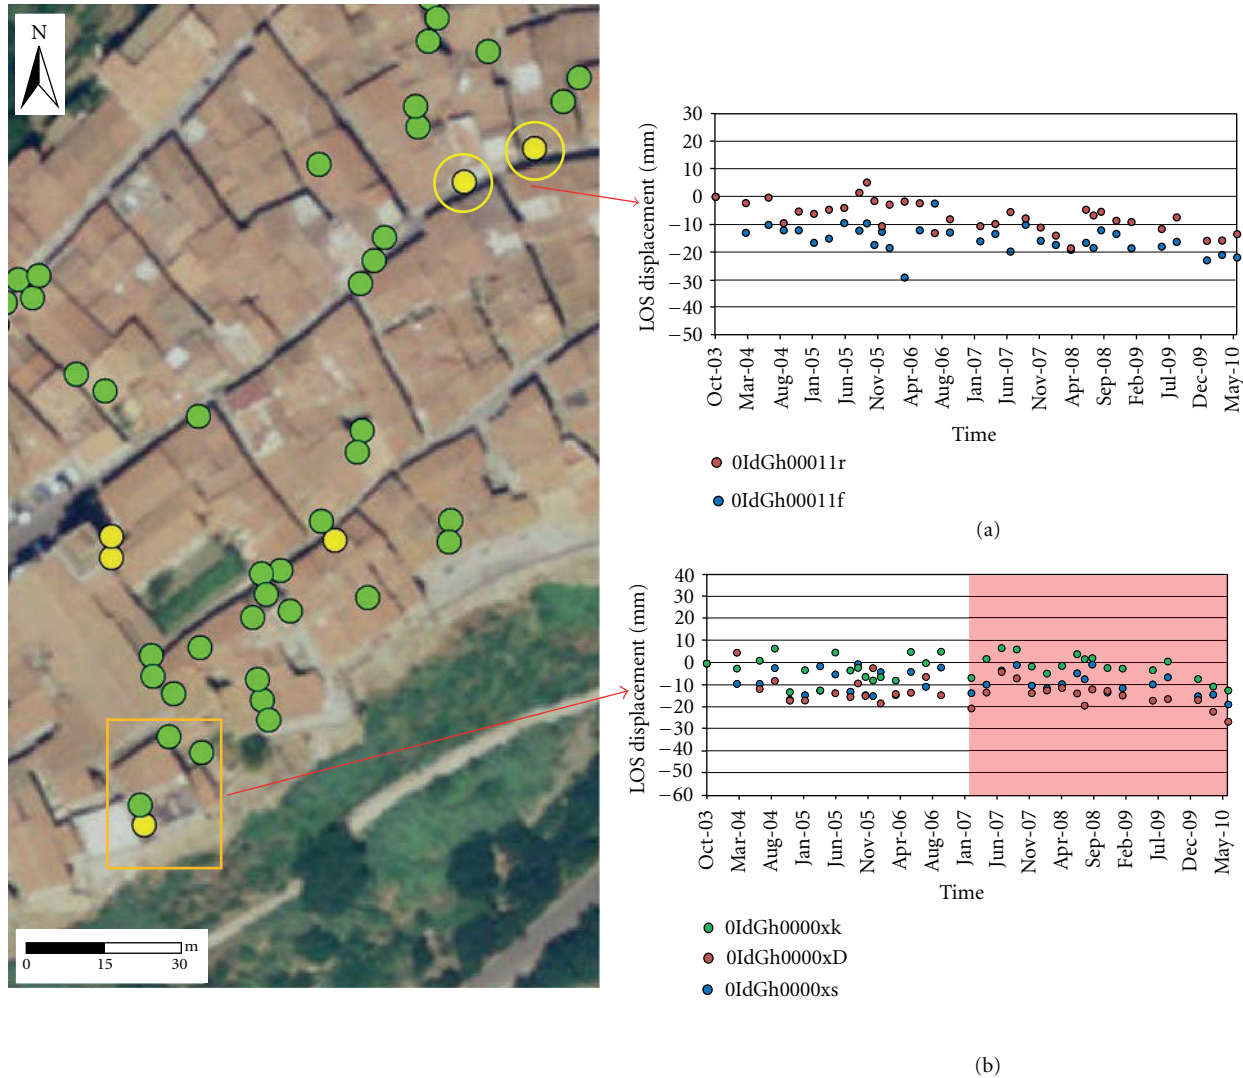 N
m
0 15 30
30
20
10
0
−10
−20
−30
−40
−50
LOS displacement (mm)
Oct-03 Mar-04 Aug-04 Jan-05 Jun-05 Nov-05 Apr-06 Aug-06 Jan-07 Jun-07 Nov-07 Apr-08 Sep-08 Feb-09 Jul-09 Dec-09 May-10
Time
0IdGh00011r
0IdGh00011f
(a)
40
30
20
10
0
−10
−20
−30
−40
−50
−60
LOS displacement (mm)
Oct-03 Mar-04 Aug-04 Jan-05 Jun-05 Nov-05 Apr-06 Aug-06 Jan-07 Jun-07 Nov-07 Apr-08 Sep-08 Feb-09 Jul-09 Dec-09 May-10
Time
0IdGh0000xk
0IdGh0000xD
0IdGh0000xs
(b)